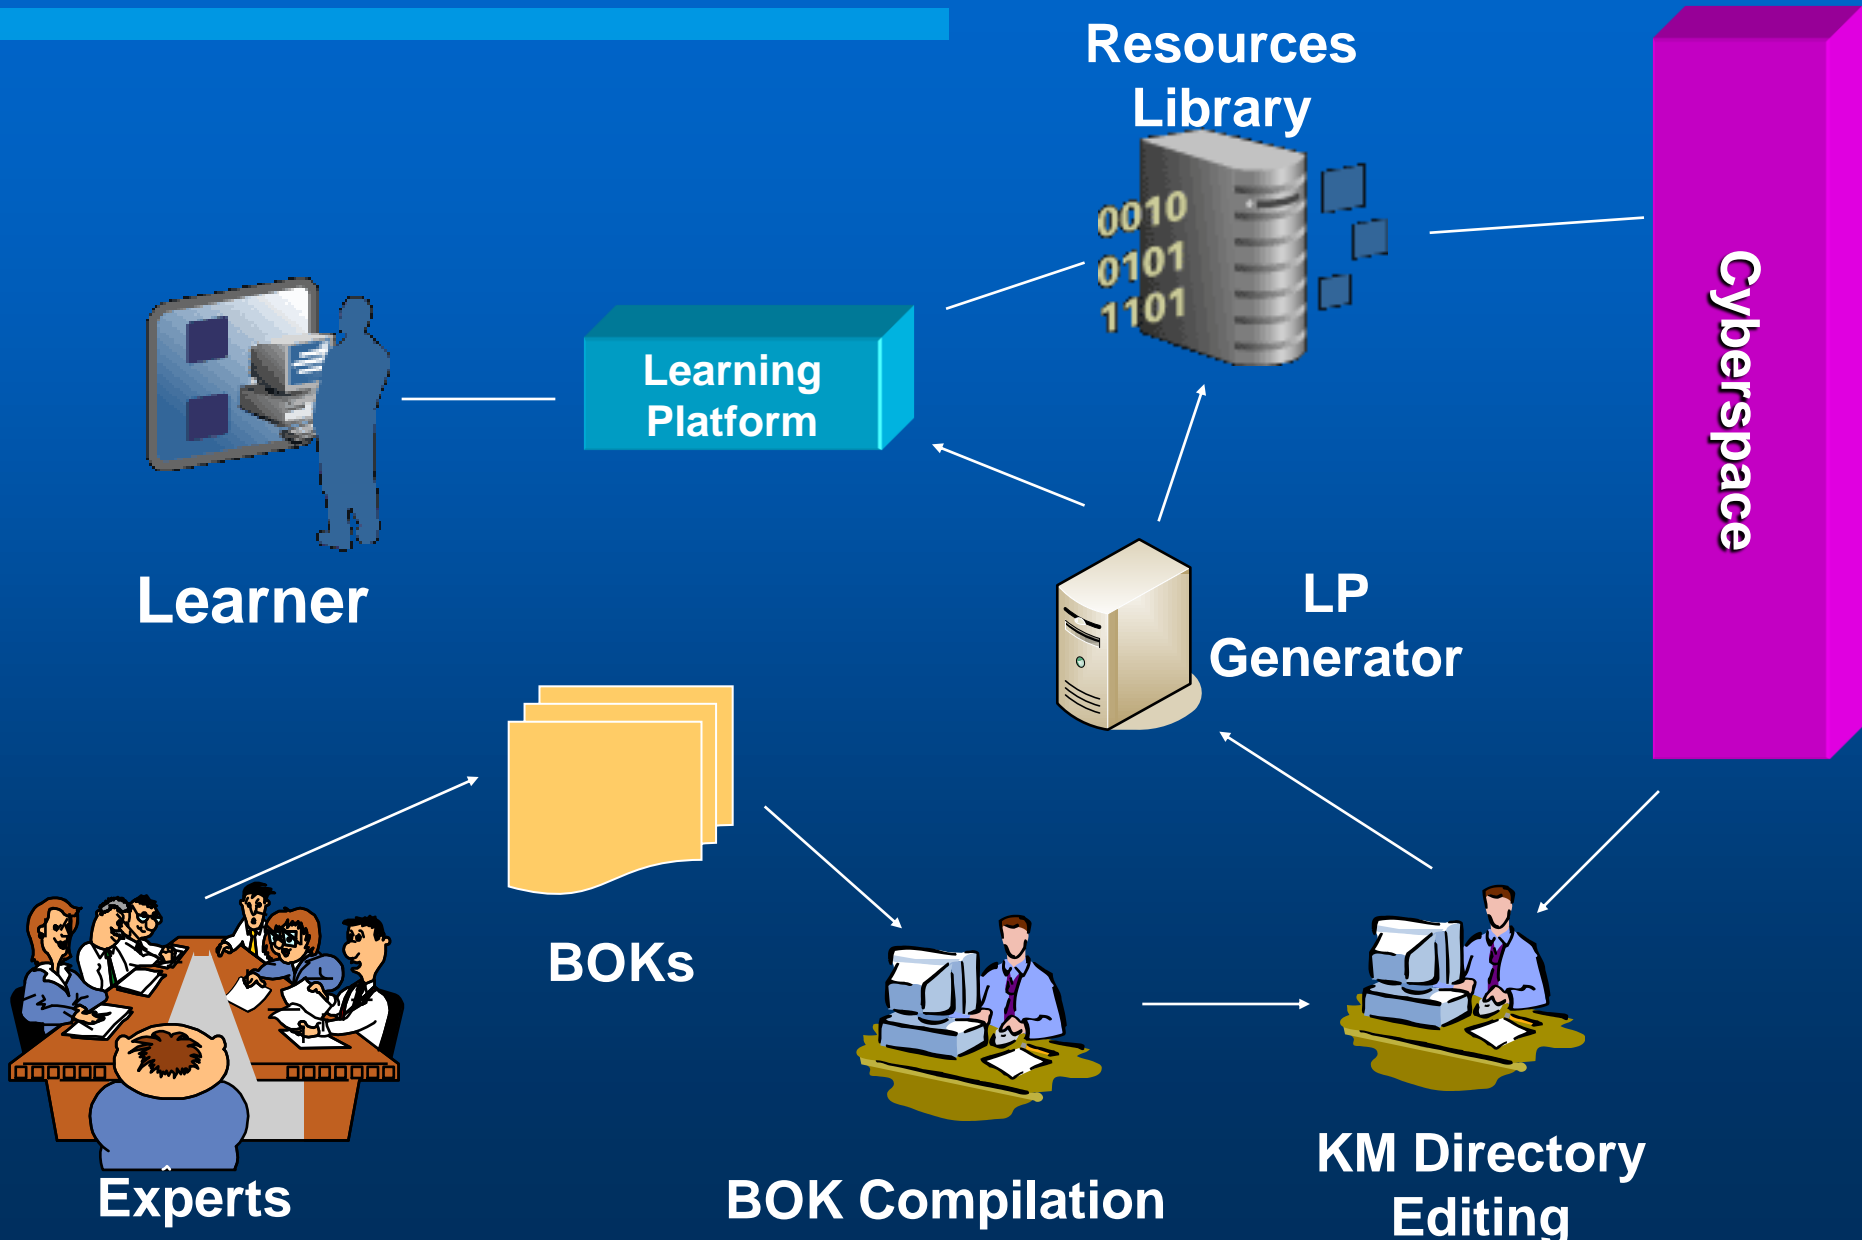 Resources
Library
0010
0101
1101
Cyberspace
Learning
Platform
Learner
LP
Generator
BOKs
Experts
BOK Compilation
KM Directory
Editing